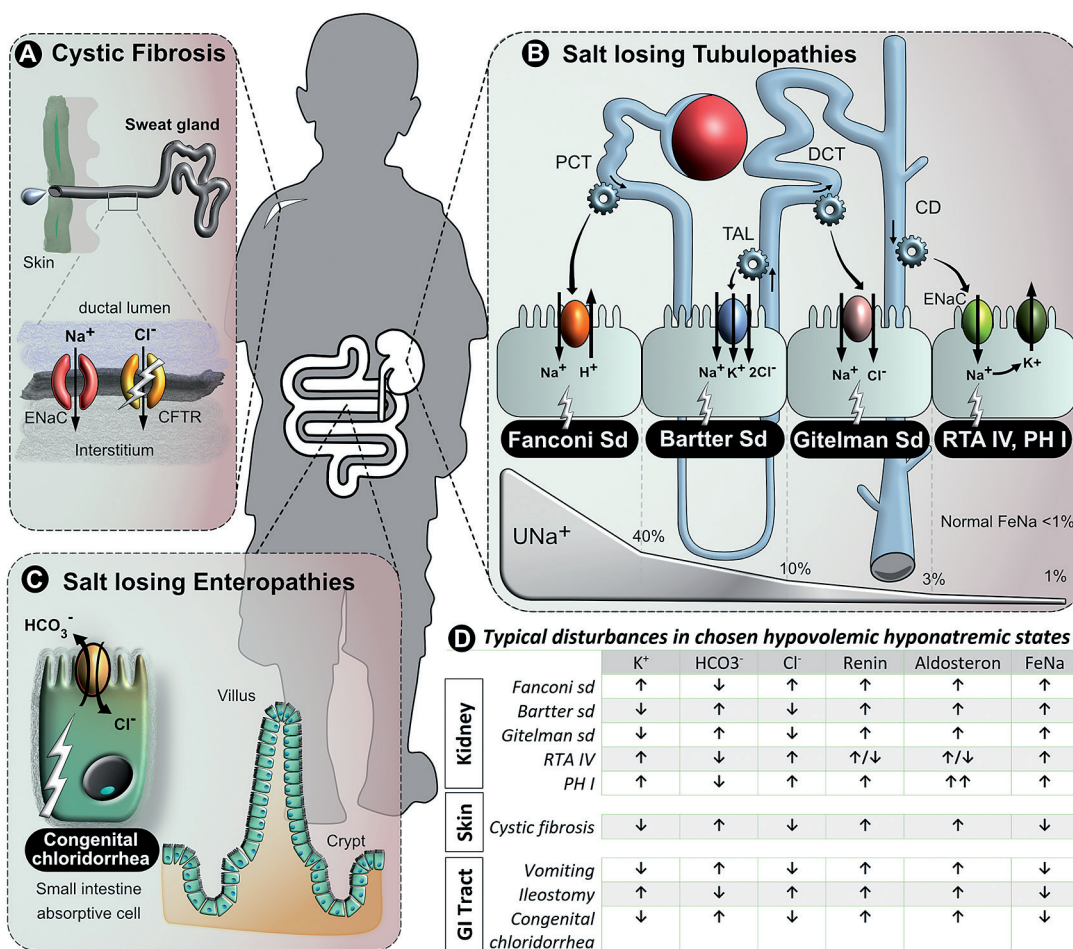 A Cystic Fibrosis
Sweat gland
Skin
ductal lumen
Na⁺ Cl⁻
ENaC CFTR
Interstitium
B Salt losing Tubulopathies
PCT
DCT
TAL
CD
ENaC
Na⁺ H⁺
Na⁺ K⁺ 2Cl⁻
Na⁺ Cl⁻
Na⁺ K+
Fanconi Sd
Bartter Sd
Gitelman Sd
RTA IV, PH I
UNa⁺
Normal FeNa <1%
40%
10%
3%
1%
C Salt losing Enteropathies
HCO₃⁻
Cl⁻
Villus
Crypt
Congenital
chloridorrhea
Small intestine
absorptive cell
D Typical disturbances in chosen hypovolemic hyponatremic states
K⁺ HCO3⁻ Cl⁻ Renin Aldosteron FeNa
Kidney
Fanconi sd ↑ ↓ ↑ ↑ ↑ ↑
Bartter sd ↓ ↑ ↓ ↑ ↑ ↑
Gitelman sd ↓ ↑ ↓ ↑ ↑ ↑
RTA IV ↑ ↓ ↑ ↑/↓ ↑/↓ ↑
PH I ↑ ↓ ↑ ↑ ↑↑ ↑
Skin
Cystic fibrosis ↓ ↑ ↓ ↑ ↑ ↓
GI Tract
Vomiting ↓ ↑ ↓ ↑ ↑ ↓
Ileostomy ↑ ↓ ↑ ↑ ↑ ↓
Congenital ↓ ↑ ↓ ↑ ↑ ↓
chloridorrhea